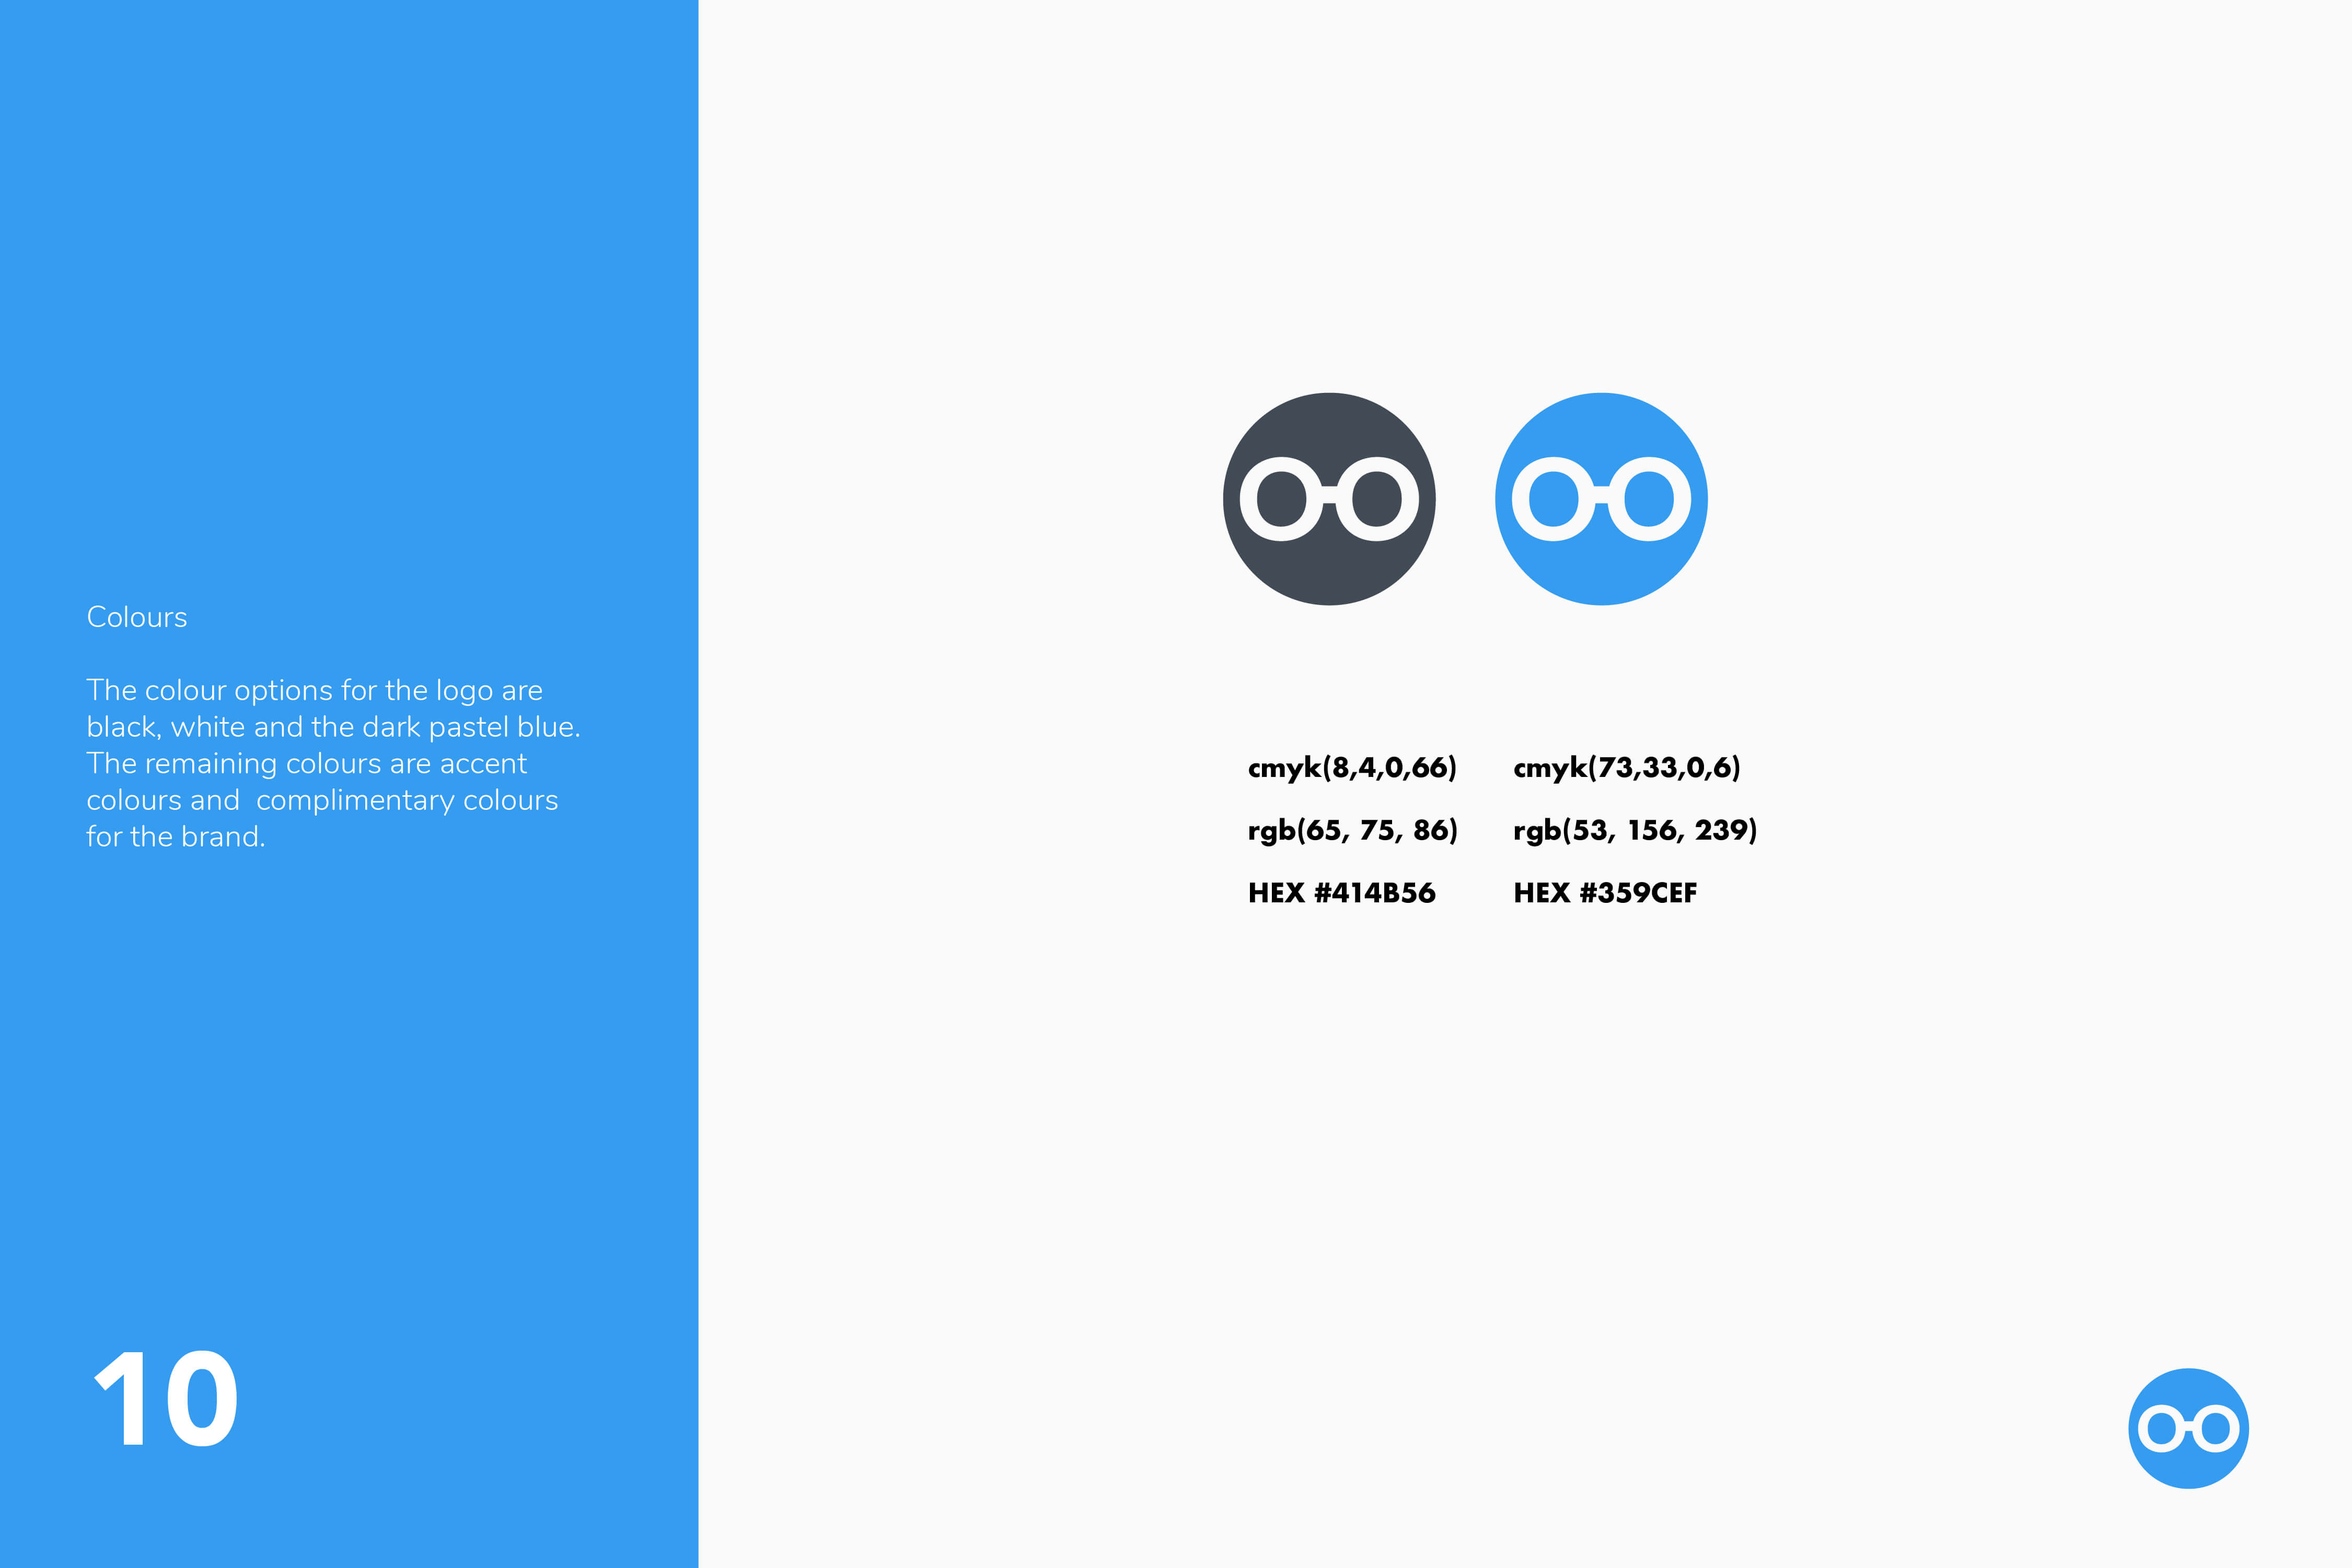 Colours
The colour options for the logo are
black, white and the dark pastel blue.
The remaining colours are accent
colours and  complimentary colours
for the brand.
10
cmyk(8,4,0,66)
rgb(65, 75, 86)
HEX #414B56
cmyk(73,33,0,6)
rgb(53, 156, 239)
HEX #359CEF